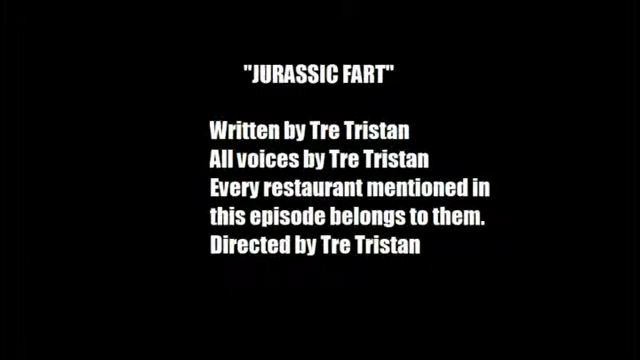 "JURASSIC FART"
Written by Tre Tristan
All voices by Tre Tristan
Every restaurant mentioned in
this episode belongs to them.
Directed by Tre Tristan